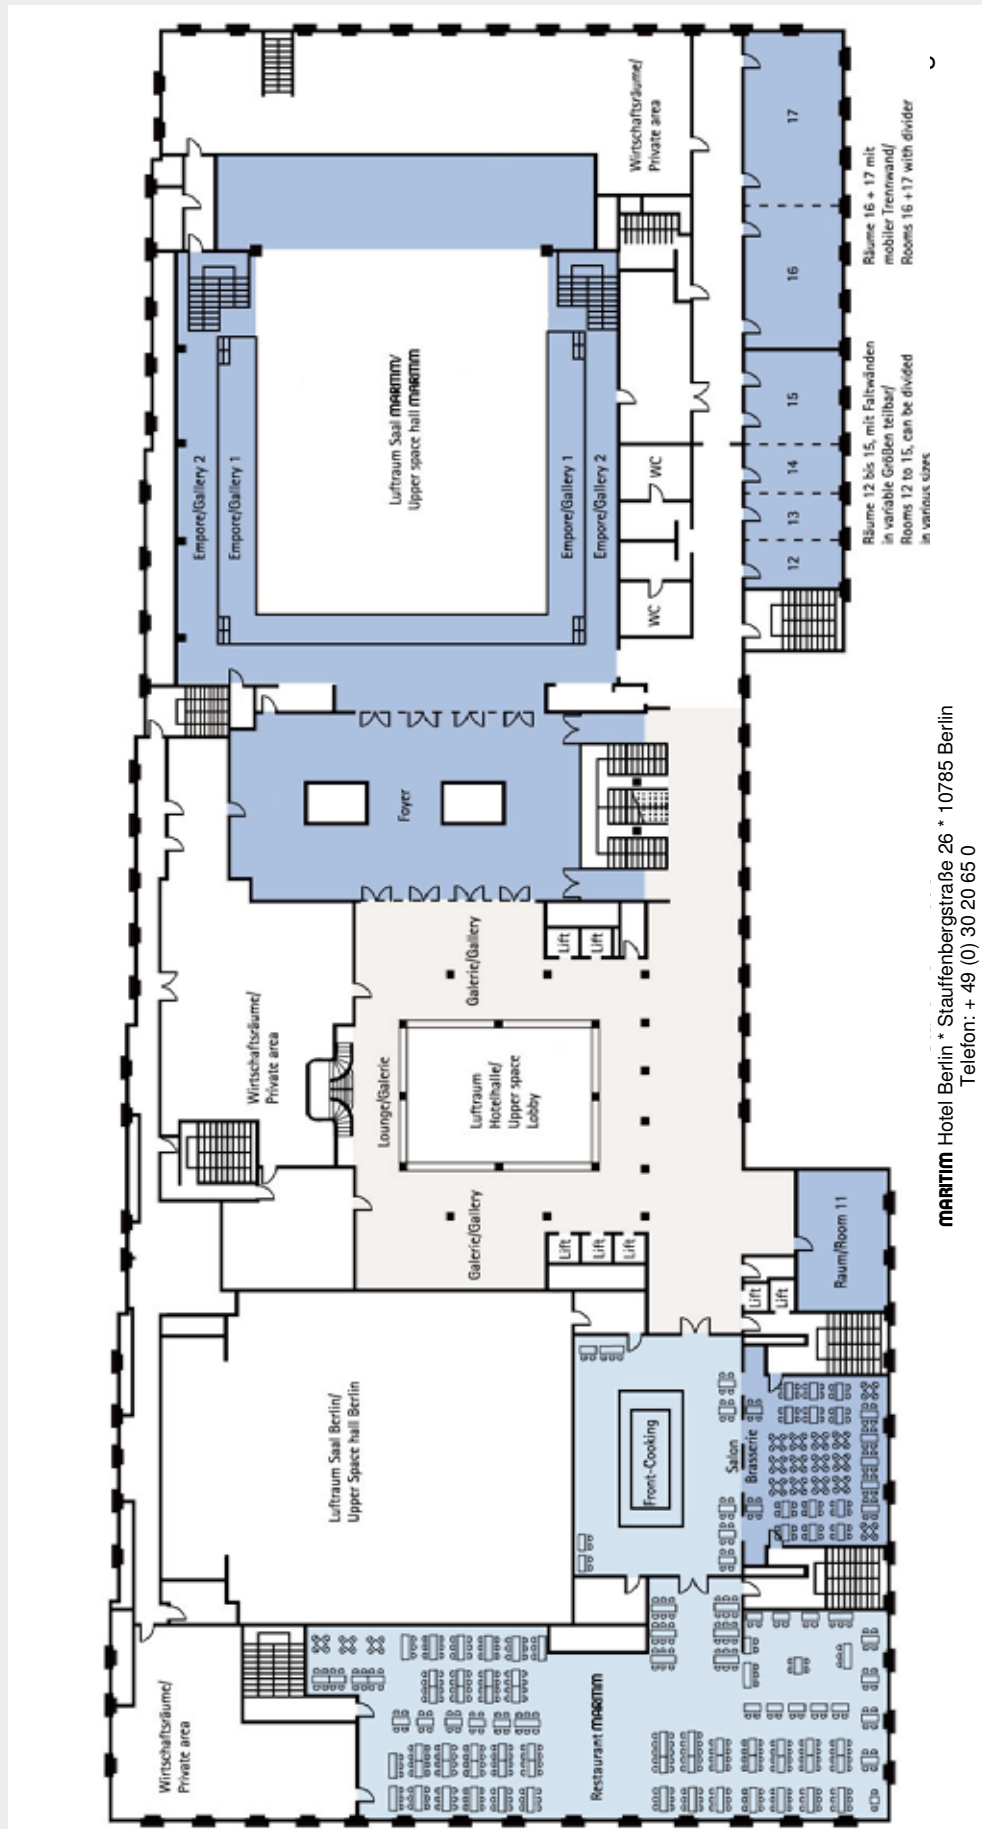 Wirtschaftsräume/
Private area
17
16
15
14
13
12
Räume 16 + 17 mit
mobiler Trennwand/
Rooms 16 +17 with divider
Räume 12 bis 15, mit Faltwänden
in variable Größen teilbar/
Rooms 12 to 15, can be divided
in various sizes
Luftraum Saal MARITIM/
Upper space hall MARITIM
Empore/Gallery 2
Empore/Gallery 1
Empore/Gallery 1
Empore/Gallery 2
WC
WC
Foyer
Lift
Lift
Galerie/Gallery
Wirtschaftsräume/
Private area
Lounge/Galerie
Luftraum
Hotelhalle/
Upper space
Lobby
Galerie/Gallery
Lift
Lift
Lift
Lift
Lift
Raum/Room 11
Luftraum Saal Berlin/
Upper Space hall Berlin
Front-Cooking
Salon
Brasserie
Wirtschaftsräume/
Private area
Restaurant MARITIM
MARITIM Hotel Berlin * Stauffenbergstraße 26 * 10785 Berlin
Telefon: + 49 (0) 30 20 65 0